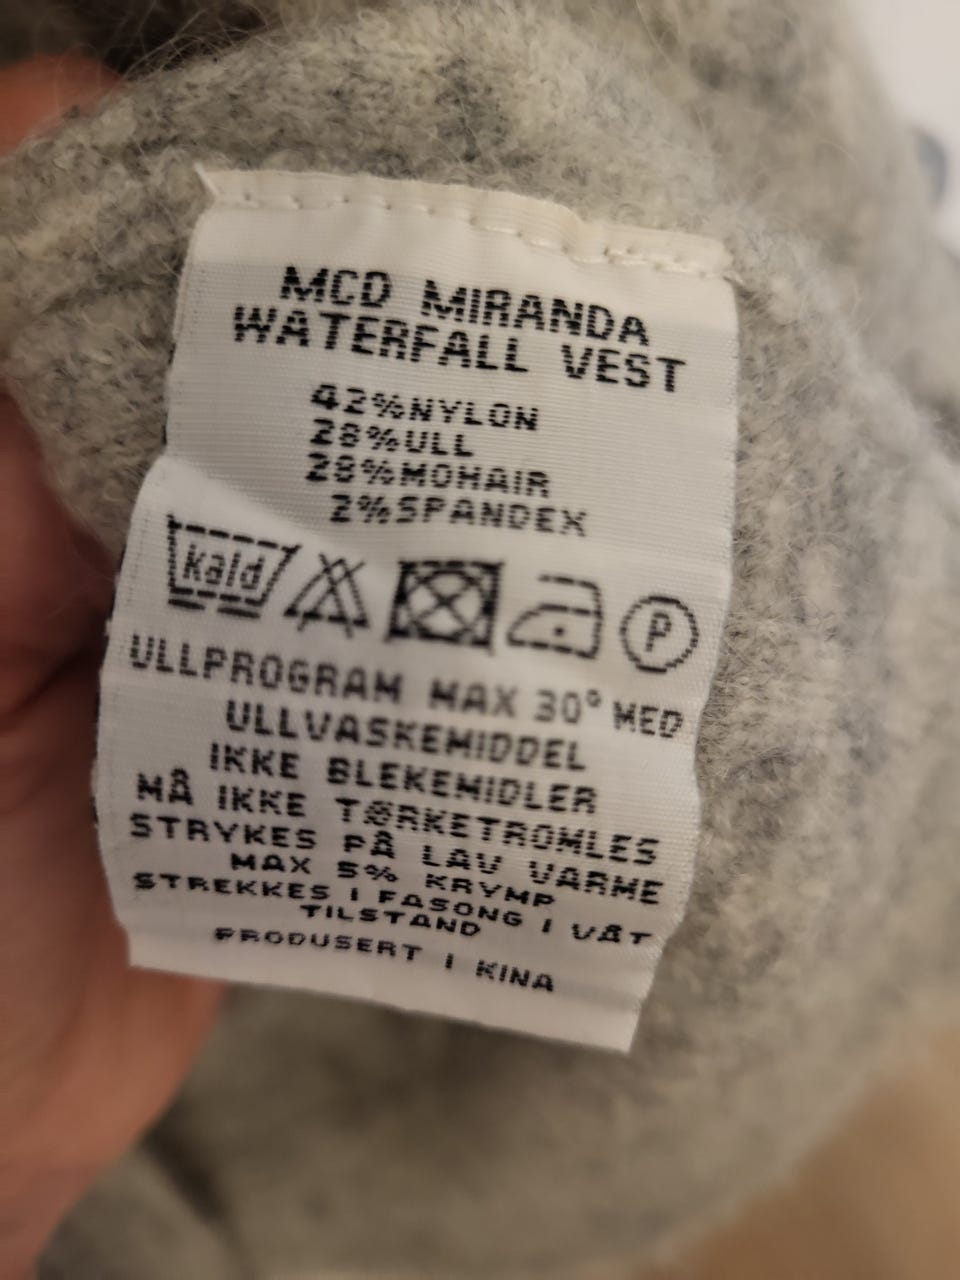 MCD MIRANDA
WATERFALL VEST
42%NYLON
28%ULL
28%MOHAIR
2%SPANDEX
kald
P
ULLPROGRAM MAX 30° MED
ULLVASKEMIDDEL
IKKE BLEKEMIDLER
MÅ IKKE TØRKETROMLES
STRYKES PÅ LAV VARME
MAX 5% KRYMP
STREKKES I FASONG I VÅT
TILSTAND
PRODUSERT I KINA